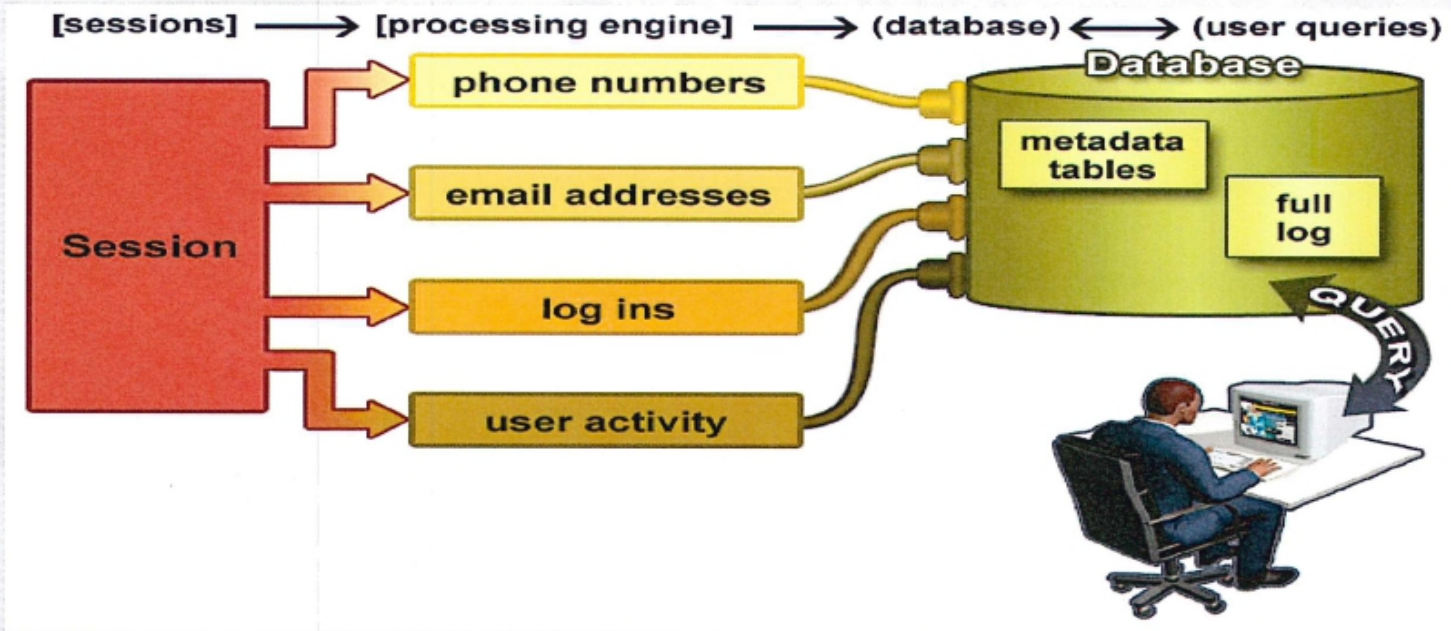 [sessions] → [processing engine] → (database) ↔ (user queries)
Database
phone numbers
metadata
tables
email addresses
full
log
Session
QUERY
log ins
user activity